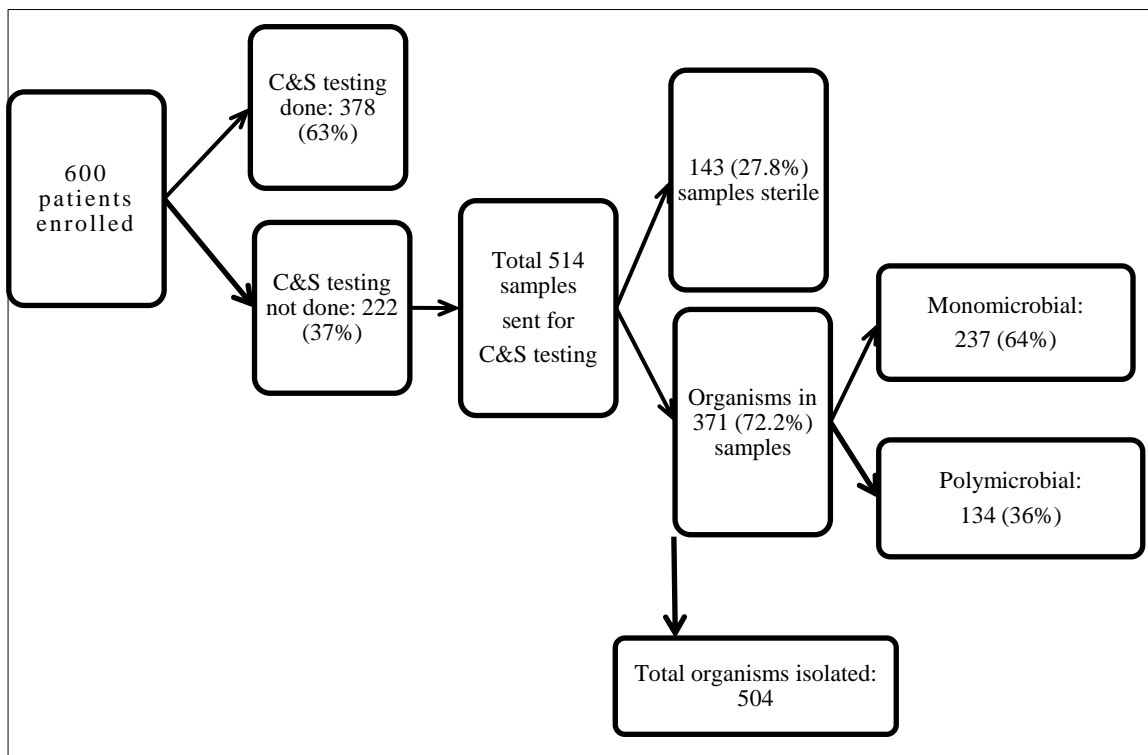 600
patients
enrolled
C&S testing
done: 378
(63%)
C&S testing
not done: 222
(37%)
Total 514
samples
sent for
C&S testing
143 (27.8%)
samples sterile
Organisms in
371 (72.2%)
samples
Monomicrobial:
237 (64%)
Polymicrobial:
134 (36%)
Total organisms isolated:
504